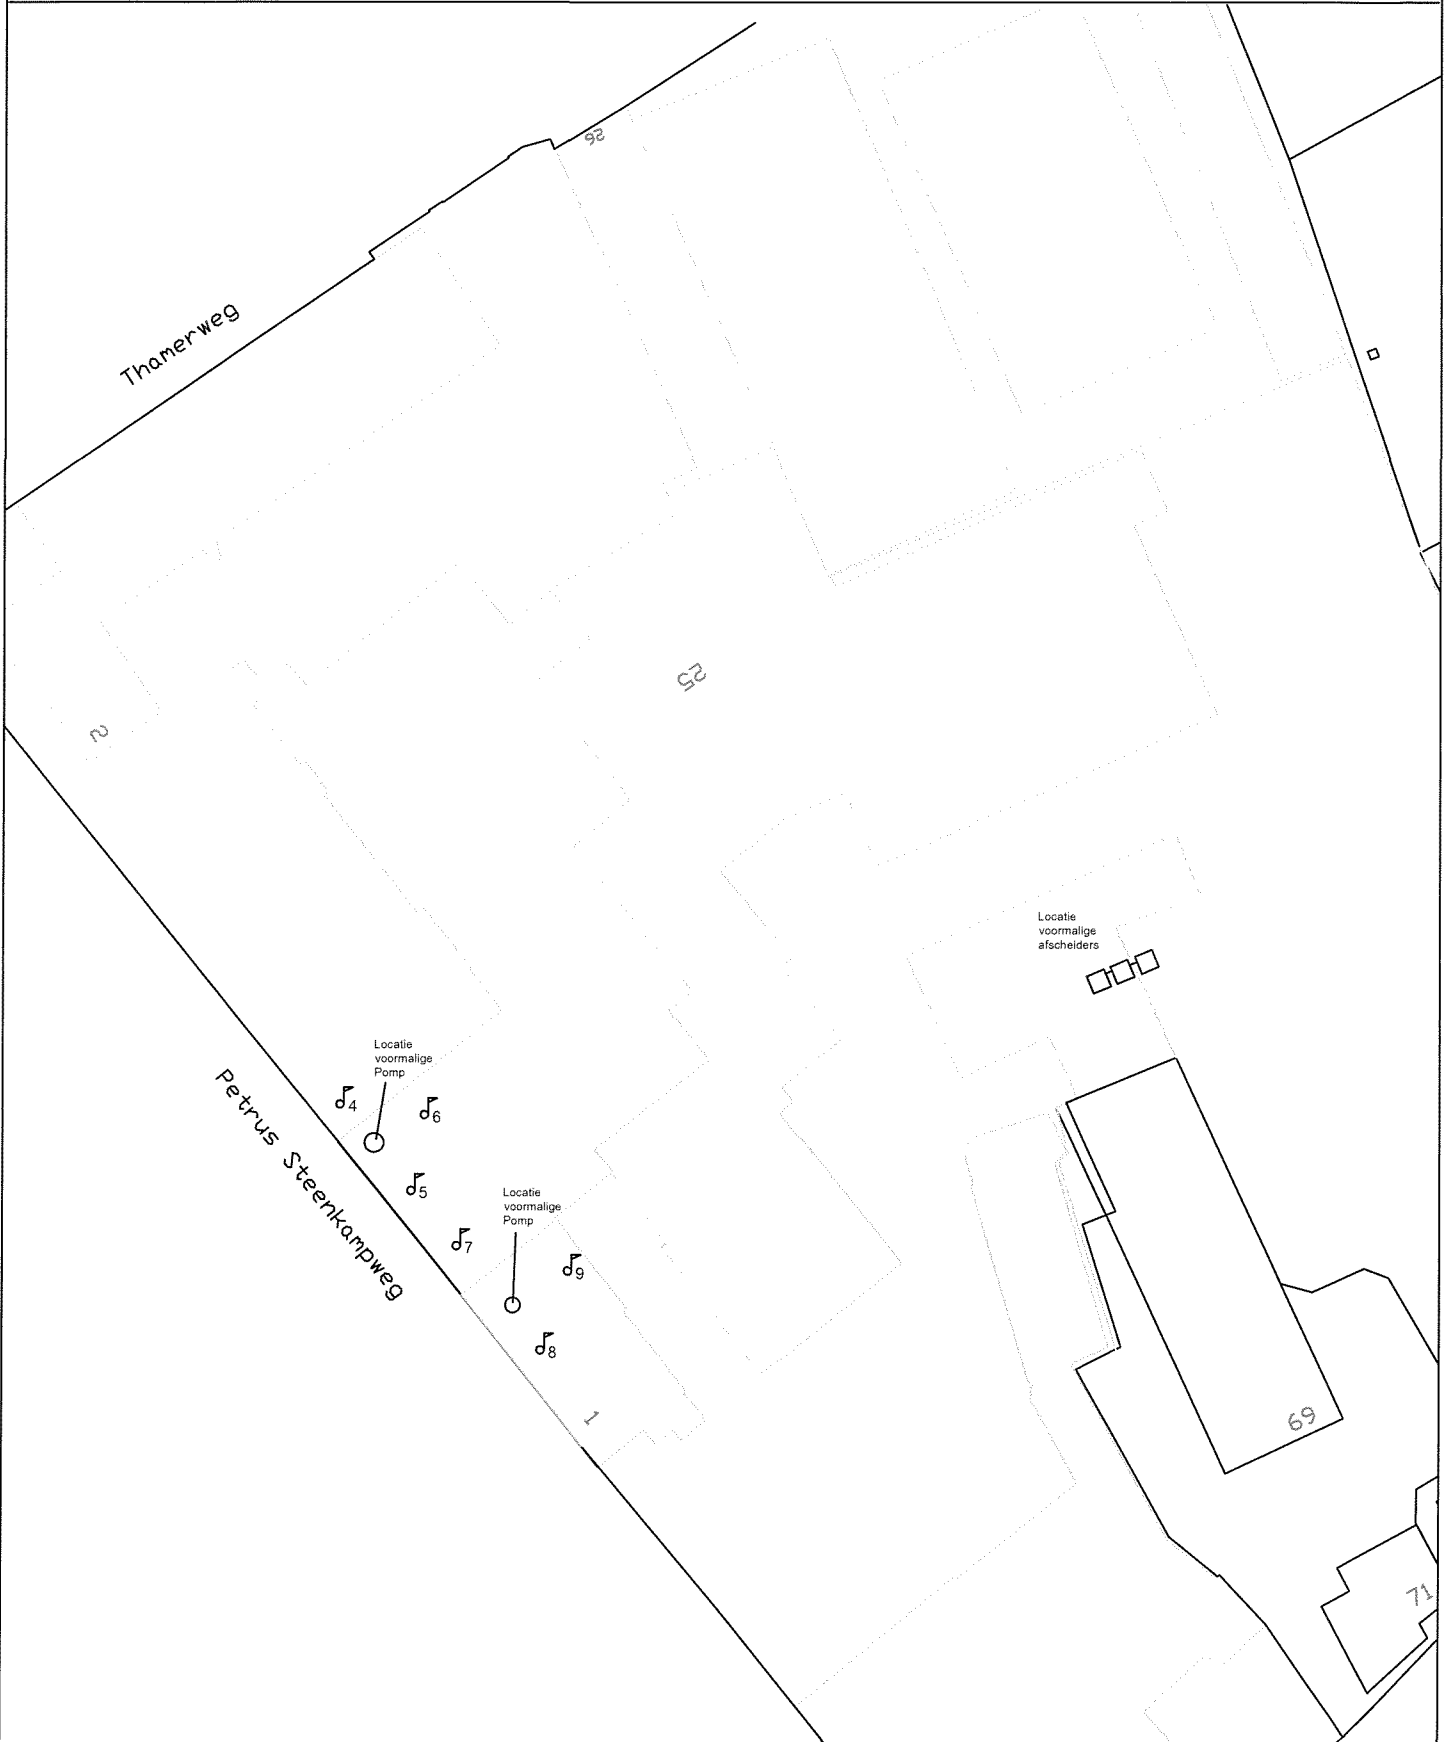 26
Thamerweg
25
2
Locatie
voormalige
afscheiders
Locatie
voormalige
Pomp
4
6
Petrus Steenkampweg
5
Locatie
voormalige
Pomp
7
9
8
1
69
71